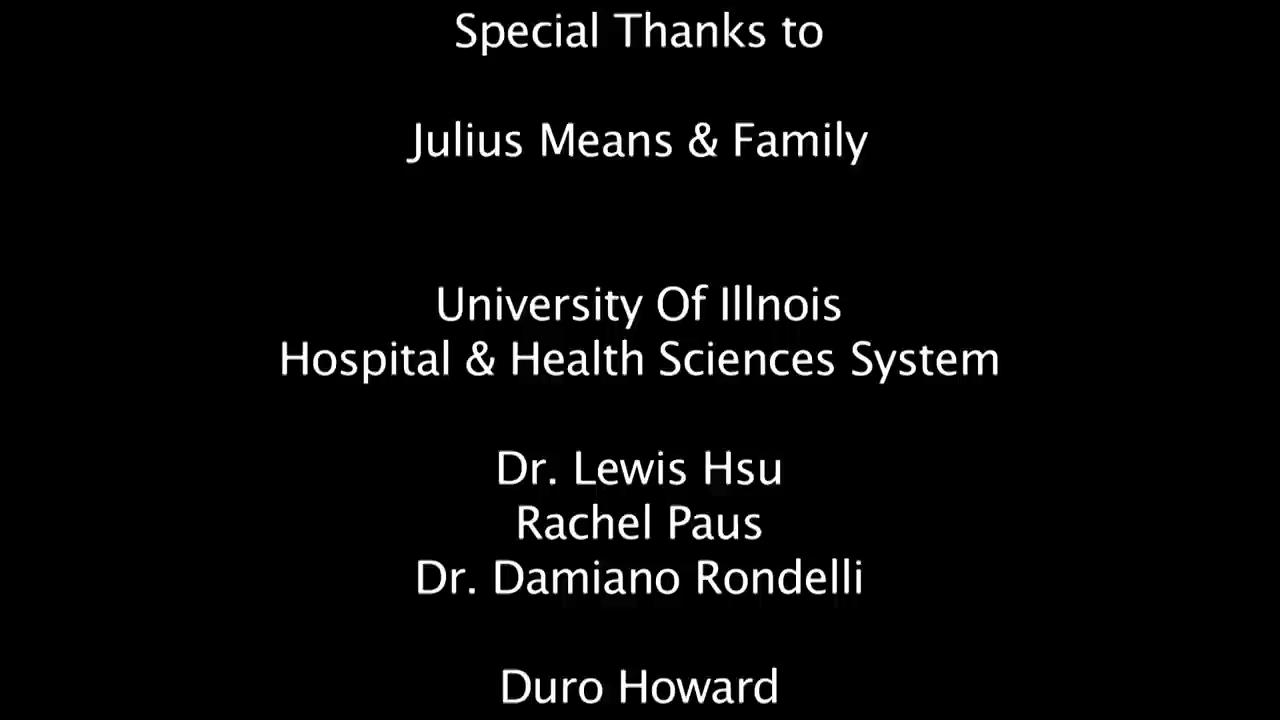 Special Thanks to
Julius Means & Family
University Of Illnois
Hospital & Health Sciences System
Dr. Lewis Hsu
Rachel Paus
Dr. Damiano Rondelli
Duro Howard